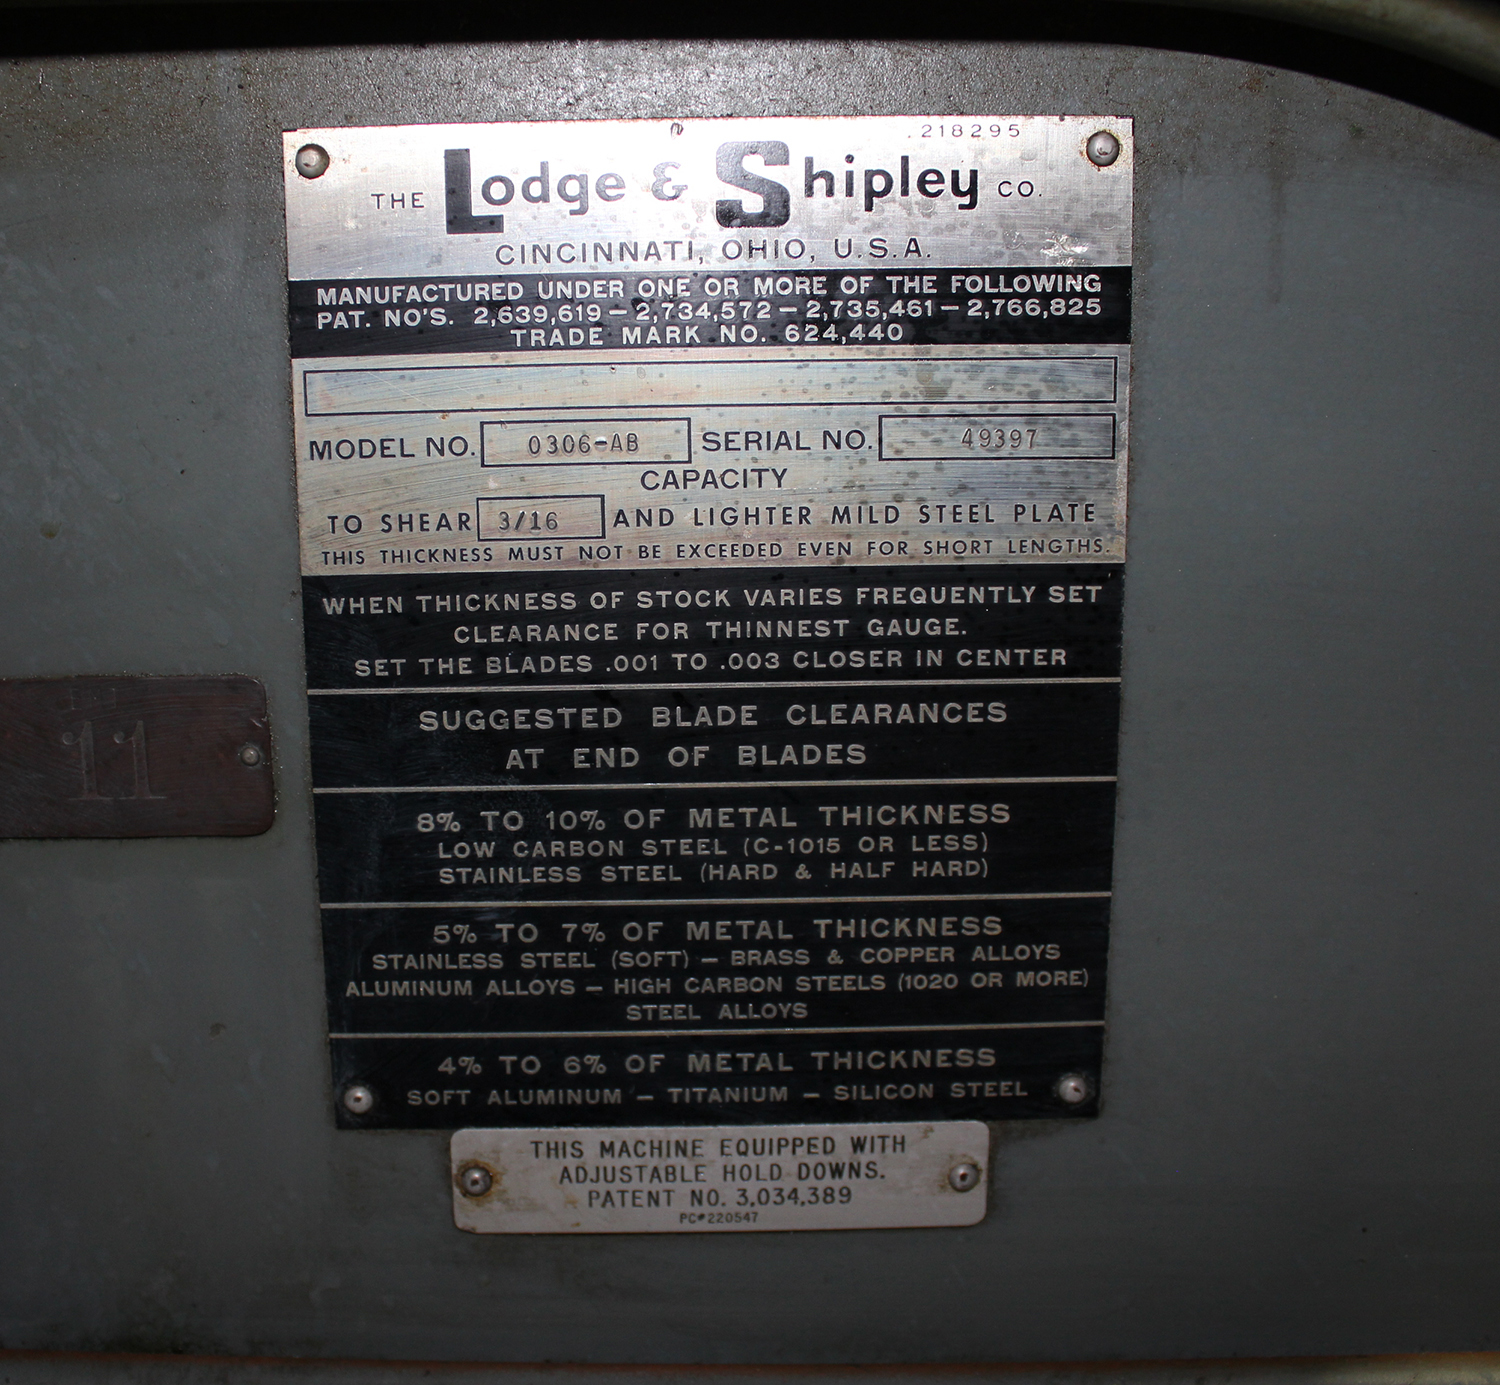 218295
THE Lodge & Shipley CO.
CINCINNATI, OHIO, U.S.A.
MANUFACTURED UNDER ONE OR MORE OF THE FOLLOWING
PAT. NO'S. 2,639,619 – 2,734,572 – 2,735,461 – 2,766,825
TRADE MARK NO. 624,440
MODEL NO. 0306-AB SERIAL NO. 49397
CAPACITY
TO SHEAR 3/16 AND LIGHTER MILD STEEL PLATE
THIS THICKNESS MUST NOT BE EXCEEDED EVEN FOR SHORT LENGTHS.
WHEN THICKNESS OF STOCK VARIES FREQUENTLY SET
CLEARANCE FOR THINNEST GAUGE.
SET THE BLADES .001 TO .003 CLOSER IN CENTER
SUGGESTED BLADE CLEARANCES
AT END OF BLADES
8% TO 10% OF METAL THICKNESS
LOW CARBON STEEL (C-1015 OR LESS)
STAINLESS STEEL (HARD & HALF HARD)
5% TO 7% OF METAL THICKNESS
STAINLESS STEEL (SOFT) – BRASS & COPPER ALLOYS
ALUMINUM ALLOYS – HIGH CARBON STEELS (1020 OR MORE)
STEEL ALLOYS
4% TO 6% OF METAL THICKNESS
SOFT ALUMINUM – TITANIUM – SILICON STEEL
THIS MACHINE EQUIPPED WITH
ADJUSTABLE HOLD DOWNS.
PATENT NO. 3,034,389
PC#220547
11